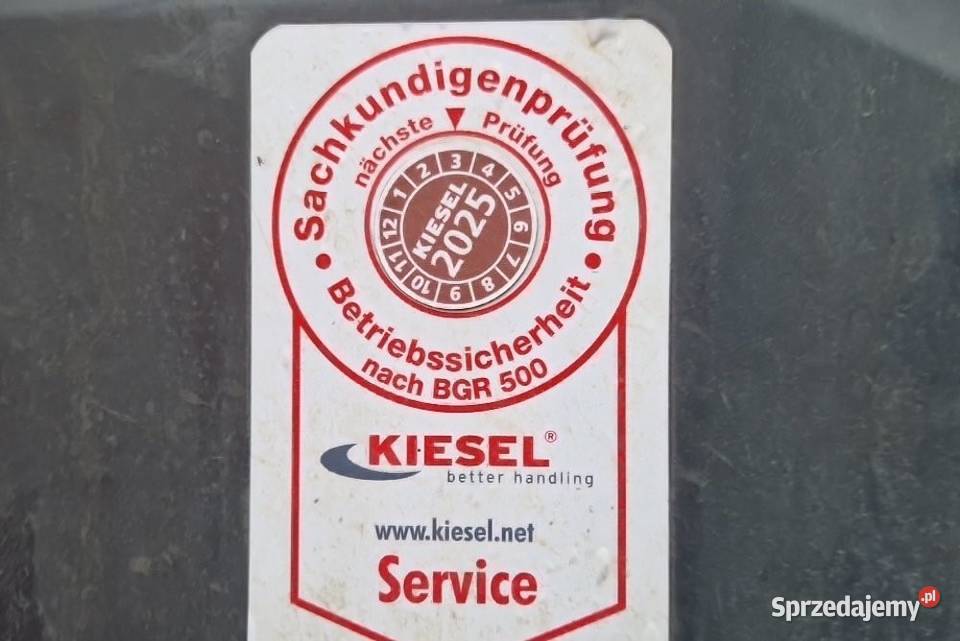 Sachkundigenprüfung
nächste Prüfung
1 2 3 4 5 6 7 8 9 10 11 12
KIESEL
2025
• Betriebssicherheit •
nach BGR 500
KIESEL®
better handling
www.kiesel.net
Service
Sprzedajemy.pl